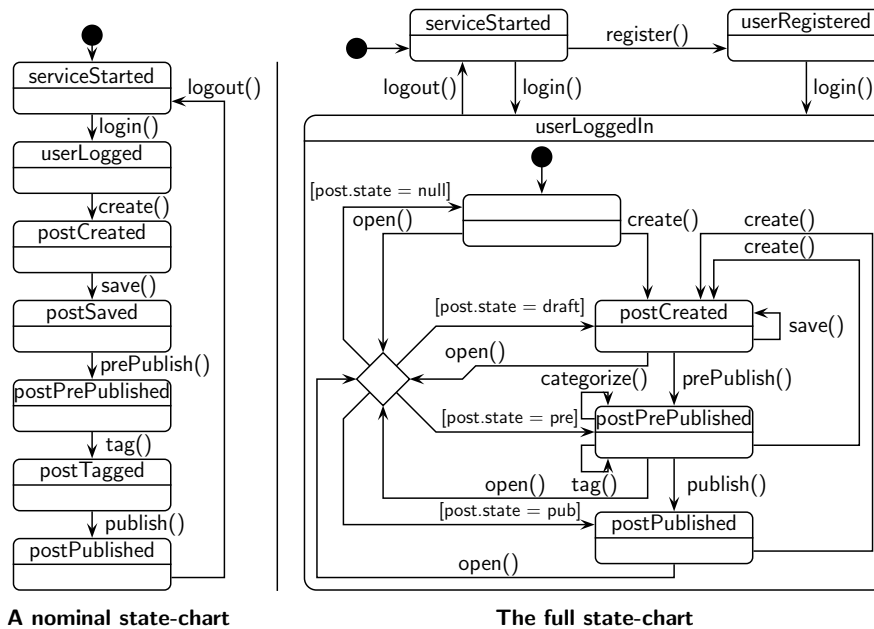 serviceStarted
logout()
login()
userLogged
create()
postCreated
save()
postSaved
prePublish()
postPrePublished
tag()
postTagged
publish()
postPublished
A nominal state-chart
serviceStarted
register()
userRegistered
logout()
login()
login()
userLoggedIn
[post.state = null]
open()
create()
create()
create()
[post.state = draft]
postCreated
save()
open()
categorize()
prePublish()
[post.state = pre]
postPrePublished
open()
tag()
publish()
[post.state = pub]
postPublished
open()
The full state-chart